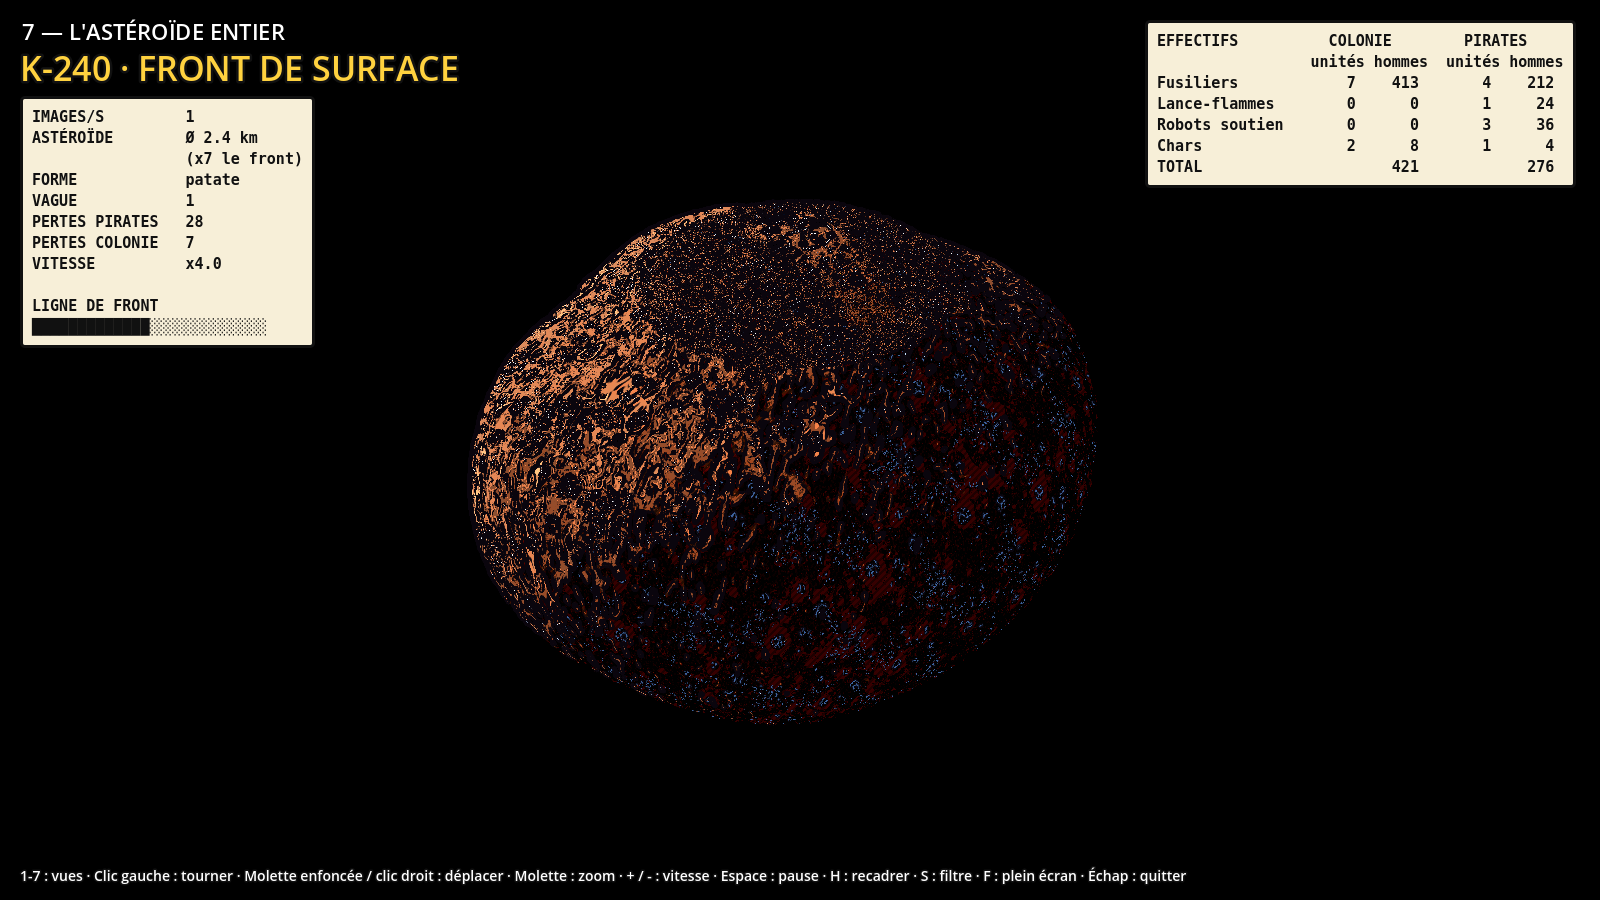 7 — L'ASTÉROÏDE ENTIER
K-240 · FRONT DE SURFACE
IMAGES/S 1
ASTÉROÏDE Ø 2.4 km
(x7 le front)
FORME patate
VAGUE 1
PERTES PIRATES 28
PERTES COLONIE 7
VITESSE x4.0
LIGNE DE FRONT
EFFECTIFS COLONIE PIRATES
unités hommes unités hommes
Fusiliers 7 413 4 212
Lance-flammes 0 0 1 24
Robots soutien 0 0 3 36
Chars 2 8 1 4
TOTAL 421 276
1-7 : vues · Clic gauche : tourner · Molette enfoncée / clic droit : déplacer · Molette : zoom · + / - : vitesse · Espace : pause · H : recadrer · S : filtre · F : plein écran · Échap : quitter